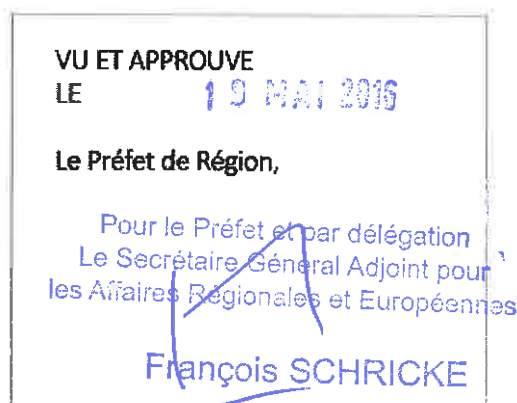 VU ET APPROUVE
LE 19 MAI 2016
Le Préfet de Région,
Pour le Préfet et par délégation
Le Secrétaire Général Adjoint pour
les Affaires Régionales et Européennes
François SCHRICKE